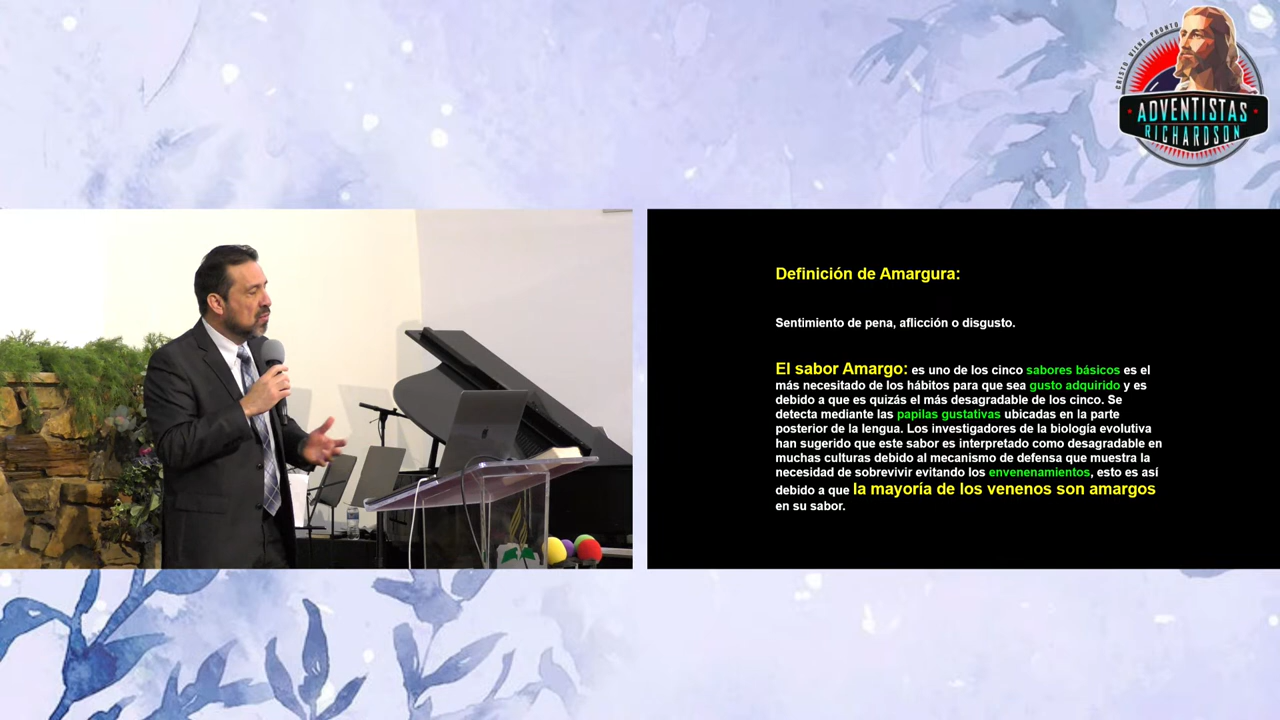 CRISTO VIENE PRONTO
ADVENTISTAS
RICHARDSON
Definición de Amargura:
Sentimiento de pena, aflicción o disgusto.
El sabor Amargo: es uno de los cinco sabores básicos es el
más necesitado de los hábitos para que sea gusto adquirido y es
debido a que es quizás el más desagradable de los cinco. Se
detecta mediante las papilas gustativas ubicadas en la parte
posterior de la lengua. Los investigadores de la biología evolutiva
han sugerido que este sabor es interpretado como desagradable en
muchas culturas debido al mecanismo de defensa que muestra la
necesidad de sobrevivir evitando los envenenamientos, esto es así
debido a que la mayoría de los venenos son amargos
en su sabor.